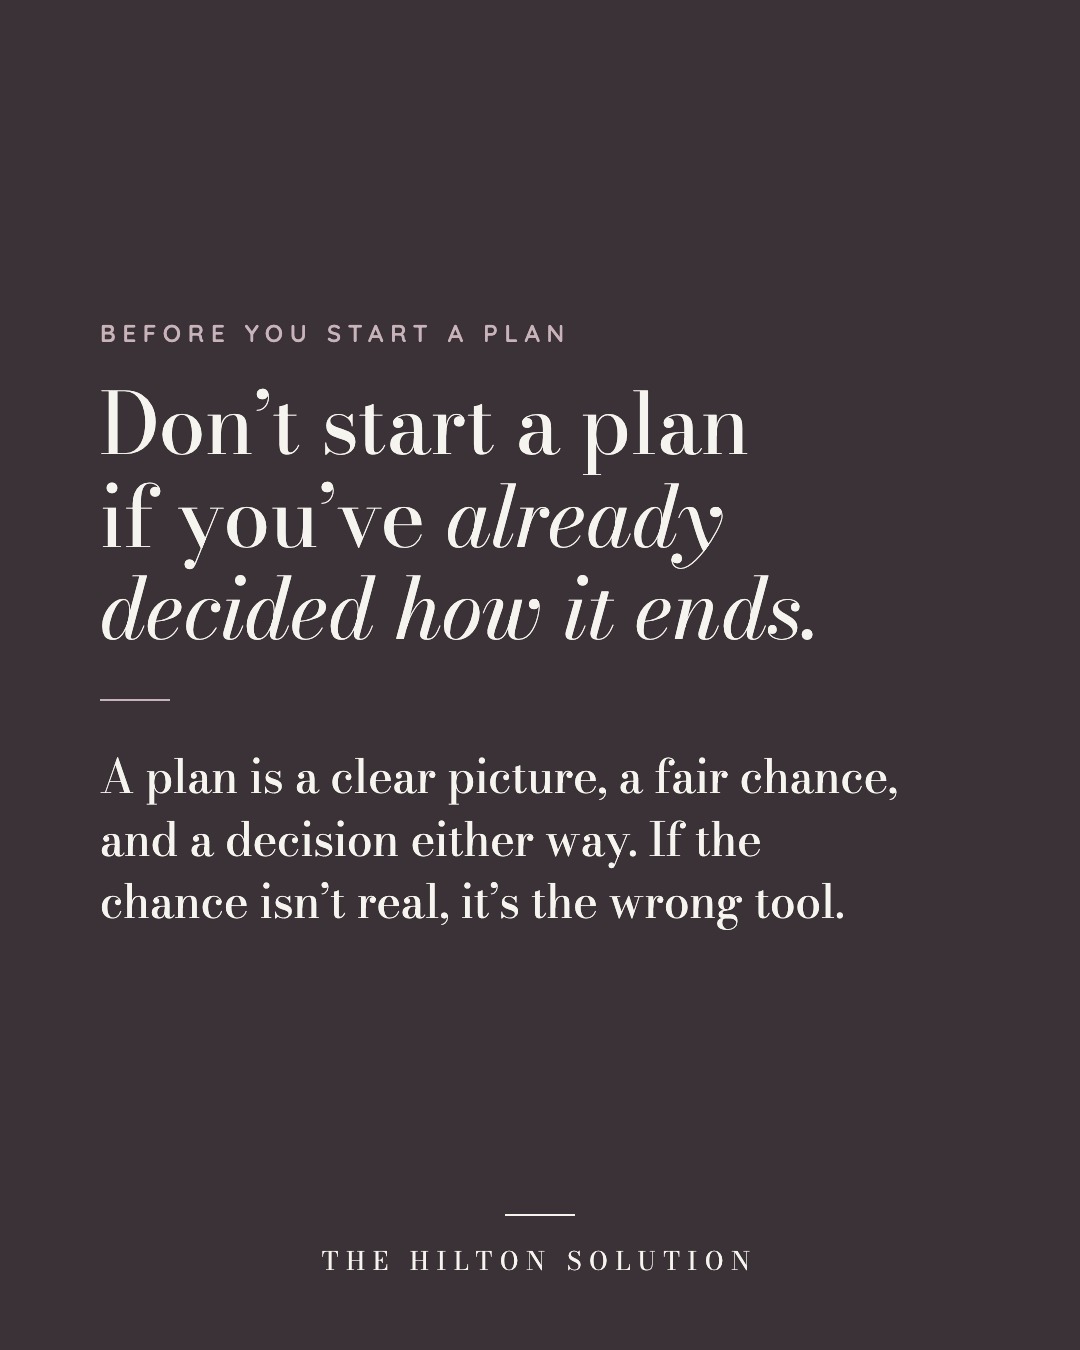 BEFORE YOU START A PLAN
Don’t start a plan
if you’ve already
decided how it ends.
A plan is a clear picture, a fair chance,
and a decision either way. If the
chance isn’t real, it’s the wrong tool.
THE HILTON SOLUTION